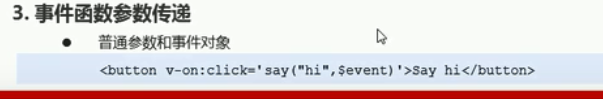 3. 事件函数参数传递
● 普通参数和事件对象
<button v-on:click='say("hi",$event)'>Say hi</button>